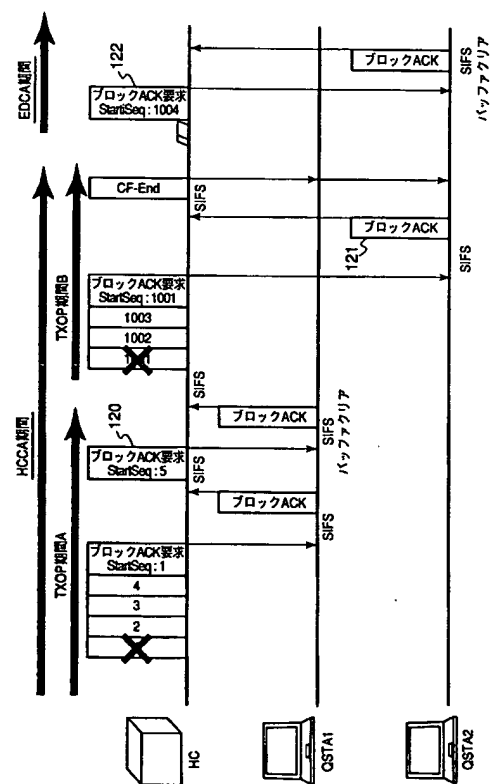 HCCA期間
EDCA期間
TXOP期間A
TXOP期間B
HC
2
3
4
ブロックACK要求
StartSeq : 1
SIFS
ブロックACK
SIFS
ブロックACK要求
StartSeq : 5
120
SIFS
バッファクリア
ブロックACK
SIFS
1002
1003
ブロックACK要求
StartSeq : 1001
SIFS
ブロックACK
121
SIFS
CF-End
ブロックACK要求
StartSeq : 1004
122
ブロックACK
SIFS
バッファクリア
QSTA1
QSTA2